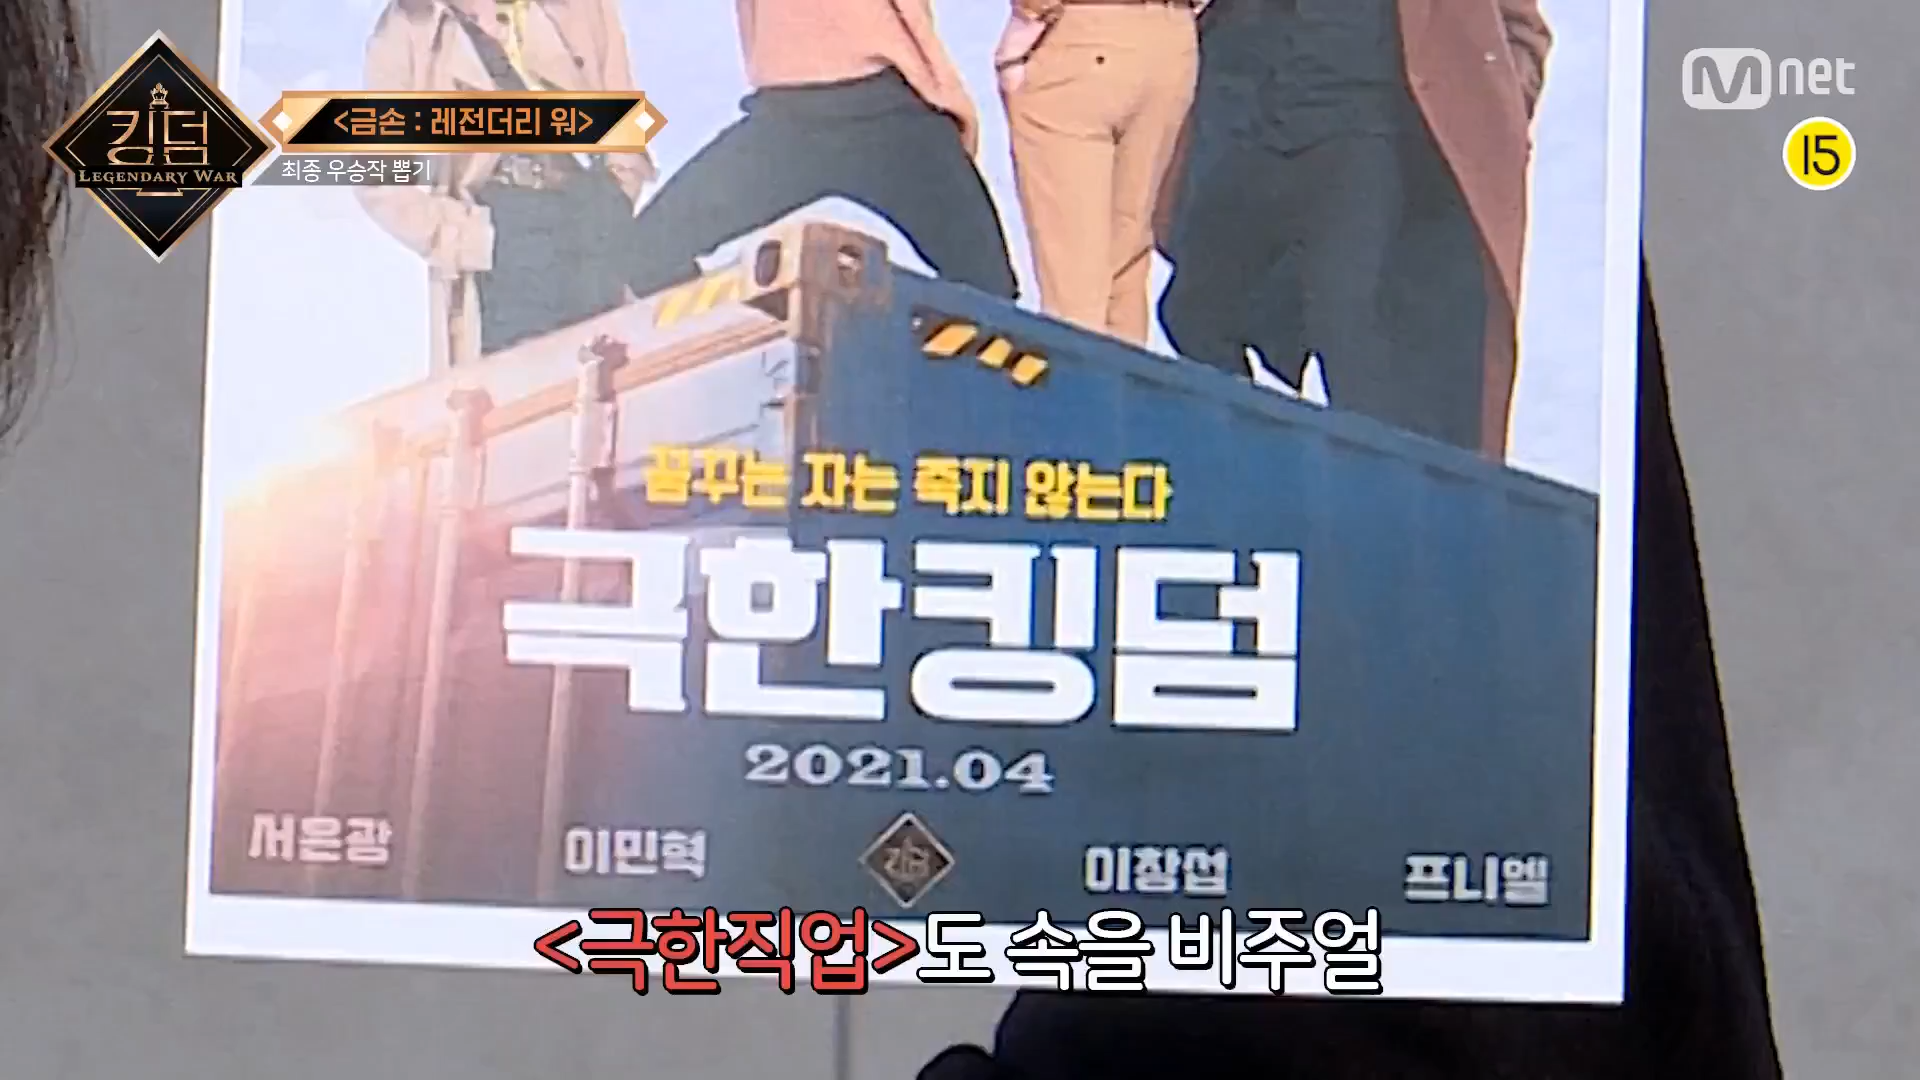 킹덤
LEGENDARY WAR
<금손 : 레전더리 워>
최종 우승작 뽑기
Mnet
15
꿈꾸는 자는 죽지 않는다
극한킹덤
2021.04
서은광
이민혁
킹덤
이창섭
프니엘
<극한직업>도 속을 비주얼